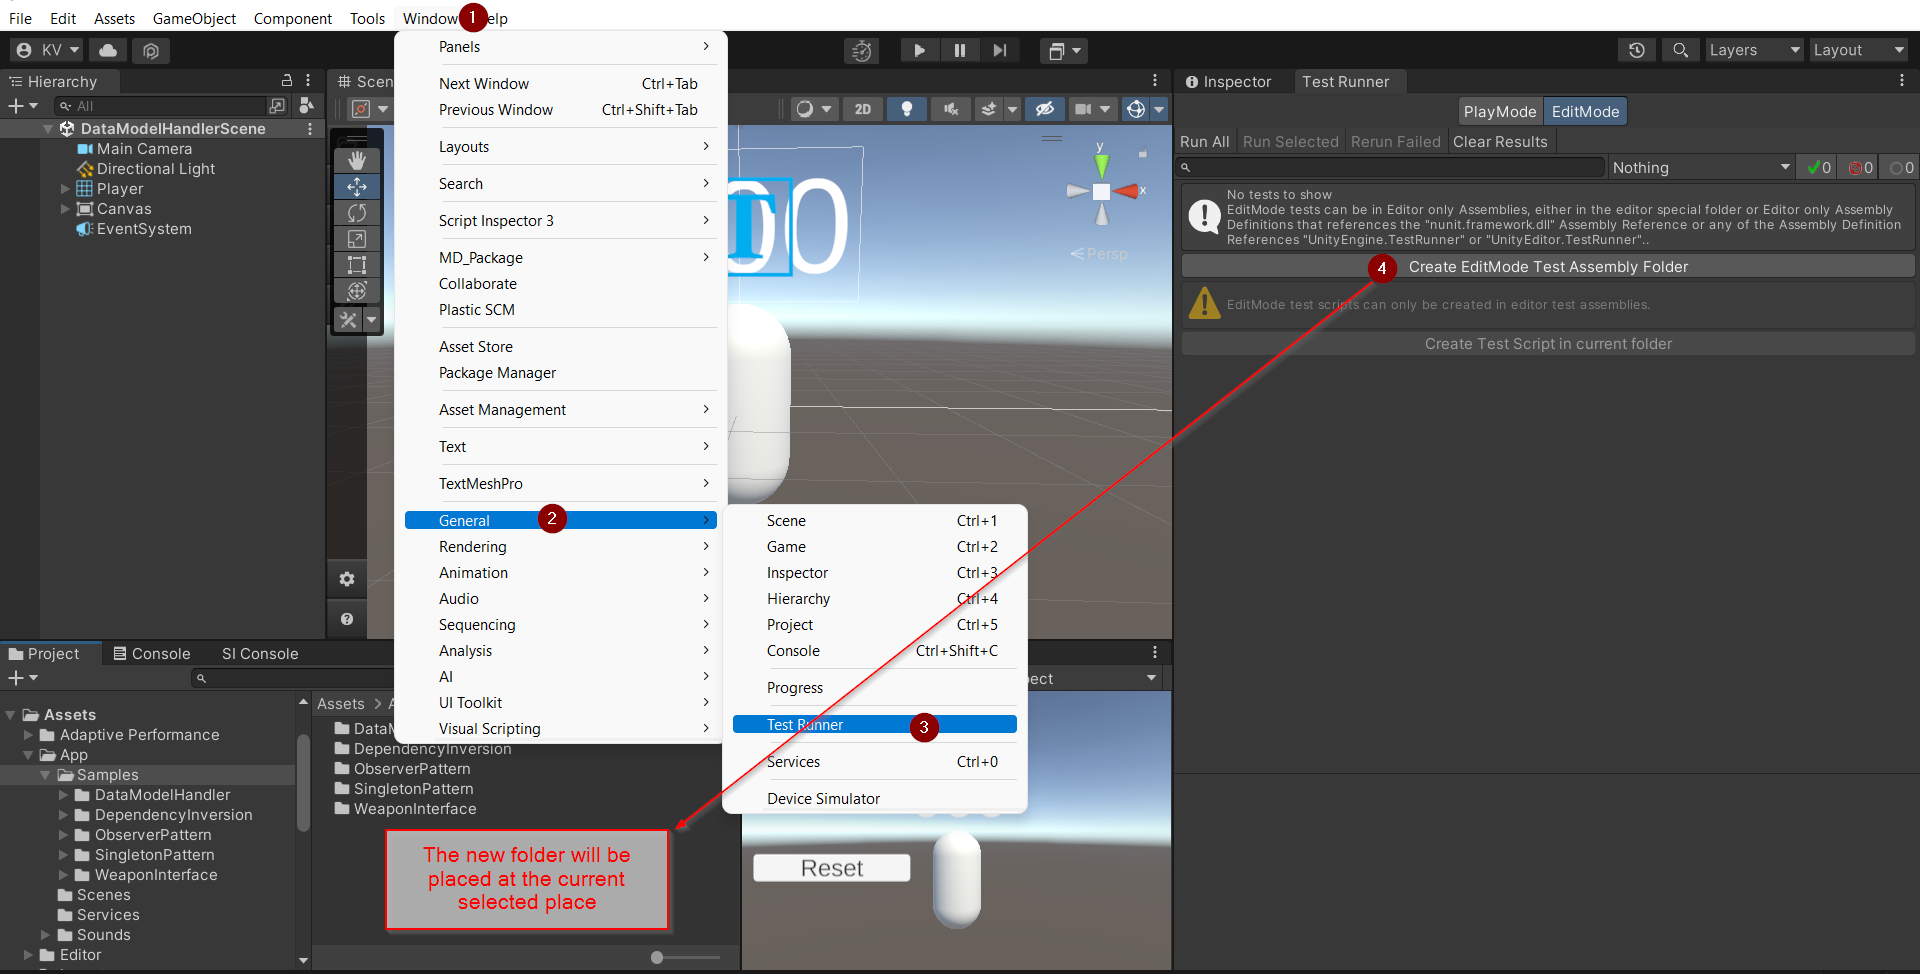 File Edit Assets GameObject Component Tools Window 1 elp
KV
Layers Layout
Hierarchy
All
DataModelHandlerScene
Main Camera
Directional Light
Player
Canvas
EventSystem
Scen
2D
y
x
Persp
Panels
Next Window Ctrl+Tab
Previous Window Ctrl+Shift+Tab
Layouts
Search
Script Inspector 3
MD_Package
Collaborate
Plastic SCM
Asset Store
Package Manager
Asset Management
Text
TextMeshPro
General 2
Rendering
Animation
Audio
Sequencing
Analysis
AI
UI Toolkit
Visual Scripting
Scene Ctrl+1
Game Ctrl+2
Inspector Ctrl+3
Hierarchy Ctrl+4
Project Ctrl+5
Console Ctrl+Shift+C
Progress
Test Runner 3
Services Ctrl+0
Device Simulator
Inspector Test Runner
PlayMode EditMode
Run All Run Selected Rerun Failed Clear Results
Nothing 0 0 0
No tests to show
EditMode tests can be in Editor only Assemblies, either in the editor special folder or Editor only Assembly
Definitions that references the "nunit.framework.dll" Assembly Reference or any of the Assembly Definition
References "UnityEngine.TestRunner" or "UnityEditor.TestRunner"..
4 Create EditMode Test Assembly Folder
EditMode test scripts can only be created in editor test assemblies.
Create Test Script in current folder
Project Console SI Console
ect
Assets
Adaptive Performance
App
Samples
DataModelHandler
DependencyInversion
ObserverPattern
SingletonPattern
WeaponInterface
Scenes
Services
Sounds
Editor
Assets >
DataM
DependencyInversion
ObserverPattern
SingletonPattern
WeaponInterface
The new folder will be
placed at the current
selected place
Reset